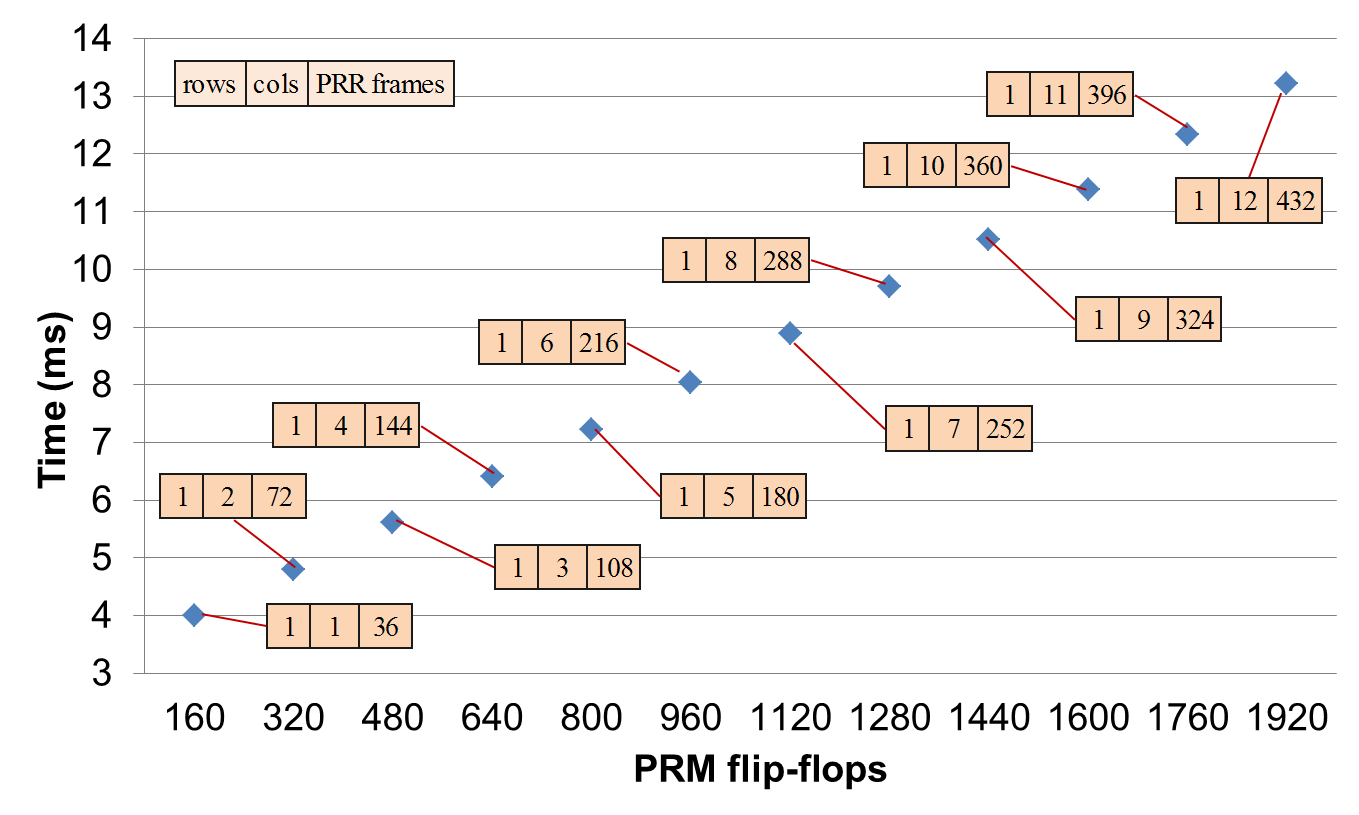 14
13
12
11
10
9
8
7
6
5
4
3
Time (ms)
rows cols PRR frames
1 11 396
1 10 360
1 12 432
1 8 288
1 9 324
1 6 216
1 4 144
1 7 252
1 2 72
1 5 180
1 3 108
1 1 36
160 320 480 640 800 960 1120 1280 1440 1600 1760 1920
PRM flip-flops